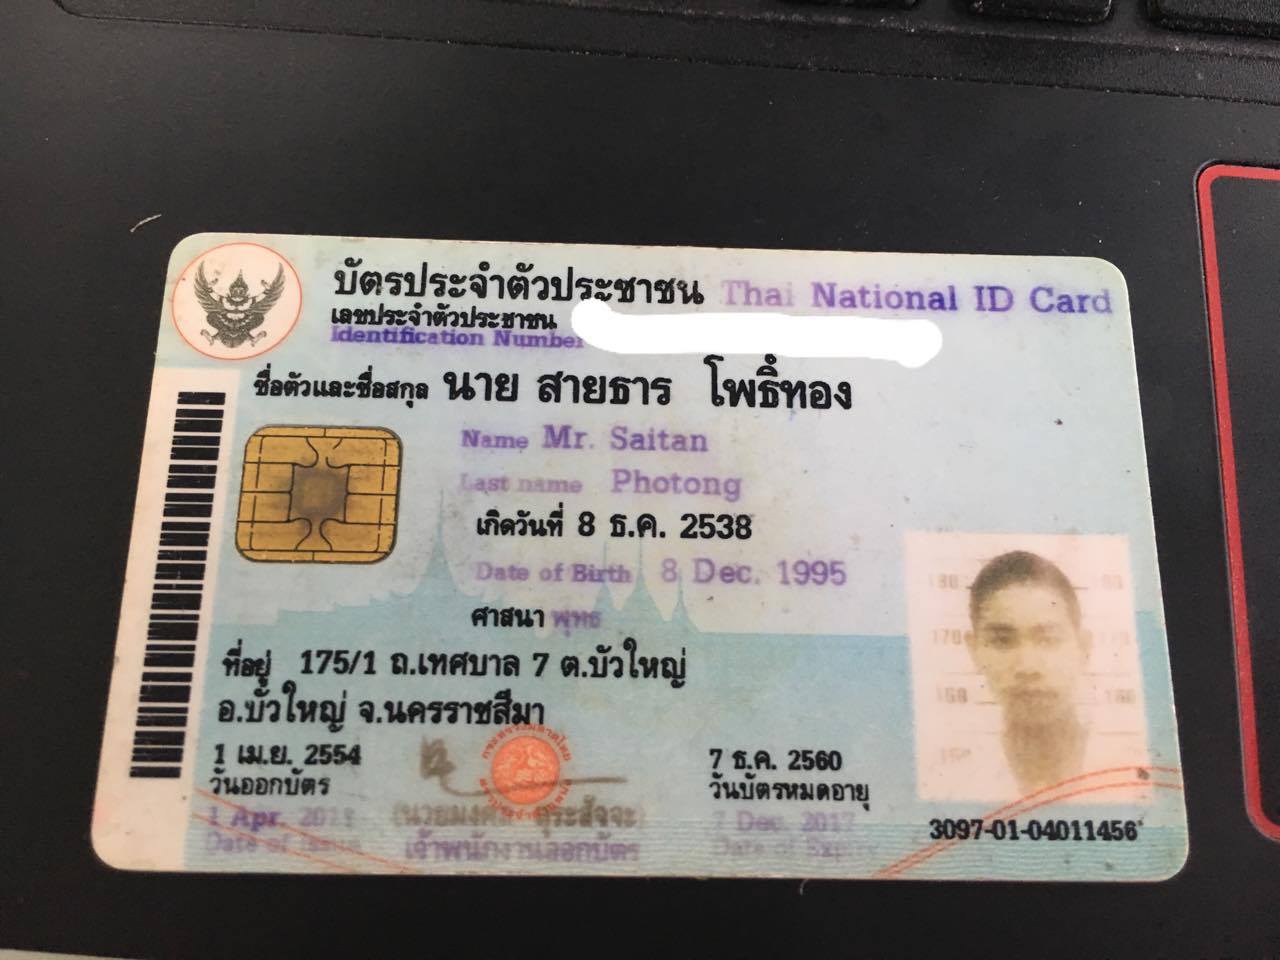 บัตรประจำตัวประชาชน Thai National ID Card
เลขประจำตัวประชาชน
Identification Number
ชื่อตัวและชื่อสกุล นาย สายธาร โพธิ์ทอง
Name Mr. Saitan
Last name Photong
เกิดวันที่ 8 ธ.ค. 2538
Date of Birth 8 Dec. 1995
ศาสนา พุทธ
ที่อยู่ 175/1 ถ.เทศบาล 7 ต.บัวใหญ่
อ.บัวใหญ่ จ.นครราชสีมา
1 เม.ย. 2554
วันออกบัตร
1 Apr. 2011
Date of Issue
เจ้าพนักงานออกบัตร
7 ธ.ค. 2560
วันบัตรหมดอายุ
7 Dec. 2017
Date of Expiry
180
170 170
160 160
3097-01-04011456